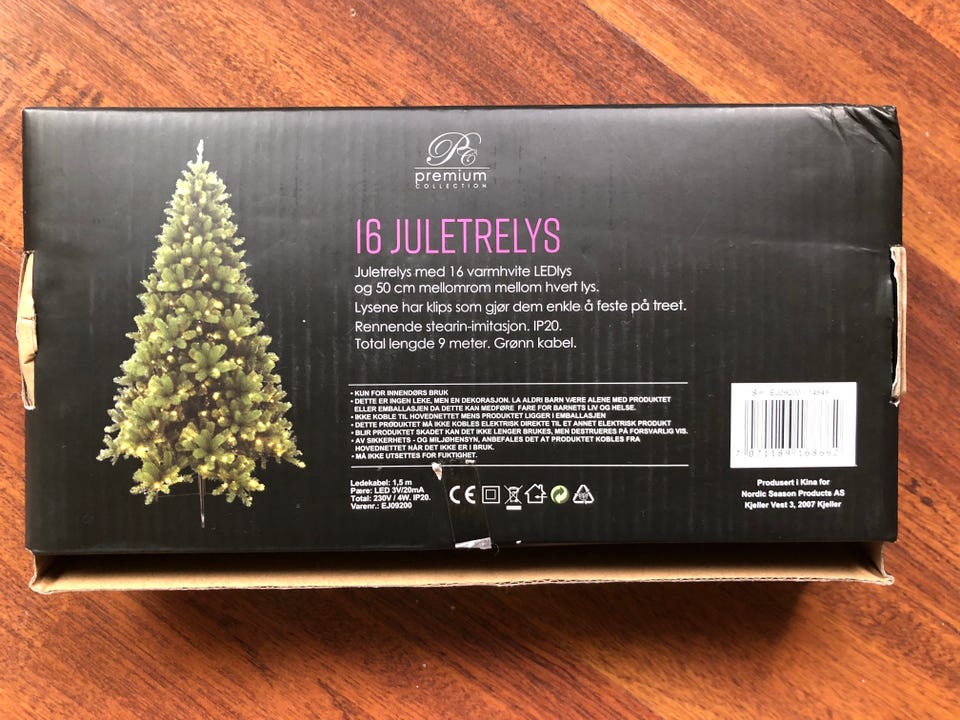 PC
premium
COLLECTION
16 JULETRELYS
Juletrelys med 16 varmhvite LEDlys
og 50 cm mellomrom mellom hvert lys.
Lysene har klips som gjør dem enkle å feste på treet.
Rennende stearin-imitasjon. IP20.
Total lengde 9 meter. Grønn kabel.
• KUN FOR INNENDØRS BRUK
• DETTE ER INGEN LEKE, MEN EN DEKORASJON. LA ALDRI BARN VÆRE ALENE MED PRODUKTET
ELLER EMBALLASJEN DA DETTE KAN MEDFØRE FARE FOR BARNETS LIV OG HELSE.
• IKKE KOBLE TIL HOVEDNETTET MENS PRODUKTET LIGGER I EMBALLASJEN
• DETTE PRODUKTET MÅ IKKE KOBLES ELEKTRISK DIREKTE TIL ET ANNET ELEKTRISK PRODUKT
• BLIR PRODUKTET SKADET KAN DET IKKE LENGER BRUKES, MEN DESTRUERES PÅ FORSVARLIG VIS.
• AV SIKKERHETS - OG MILJØHENSYN, ANBEFALES DET AT PRODUKTET KOBLES FRA
HOVEDNETTET NÅR DET IKKE ER I BRUK.
• MÅ IKKE UTSETTES FOR FUKTIGHET.
Ledekabel: 1,5 m
Pære: LED 3V/20mA
Total: 230V / 4W. IP20.
Varenr.: EJ09200
CE
EJ09200
7 071189 168662
Produsert i Kina for
Nordic Season Products AS
Kjeller Vest 3, 2007 Kjeller